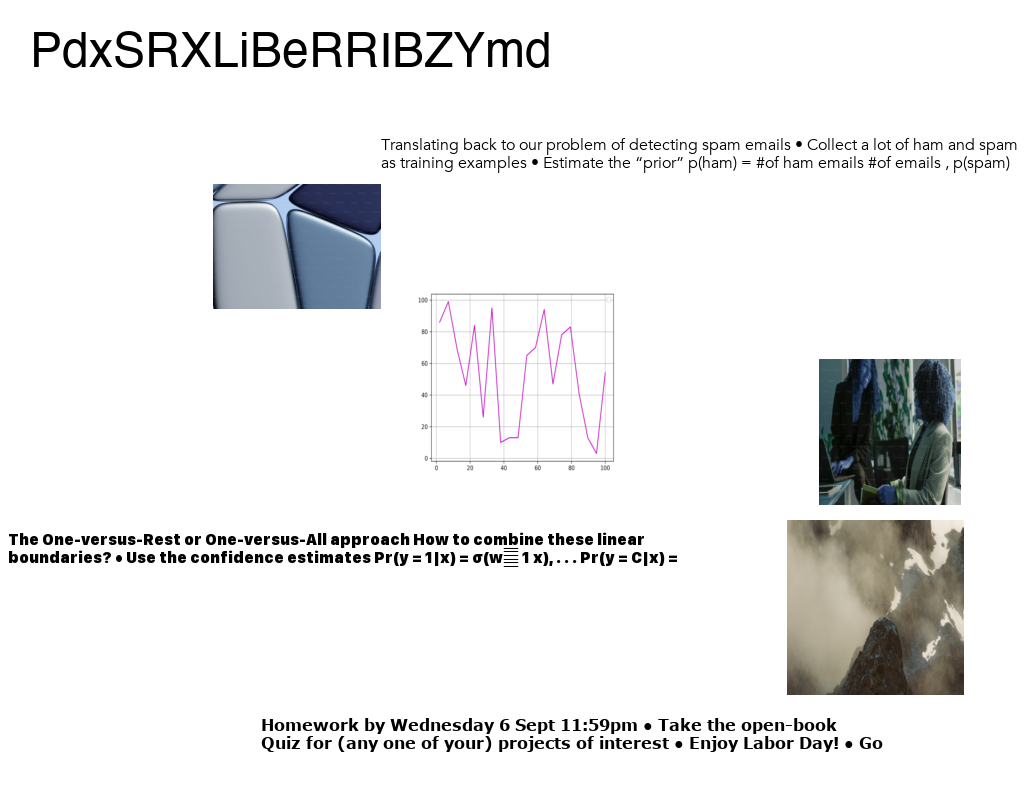 PdxSRXLiBeRRIBZYmd
Translating back to our problem of detecting spam emails • Collect a lot of ham and spam
as training examples • Estimate the “prior” p(ham) = #of ham emails #of emails , p(spam)
100
80
60
40
20
0
0 20 40 60 80 100
The One-versus-Rest or One-versus-All approach How to combine these linear
boundaries? • Use the confidence estimates Pr(y = 1|x) = σ(w 1 x), . . . Pr(y = C|x) =
Homework by Wednesday 6 Sept 11:59pm • Take the open-book
Quiz for (any one of your) projects of interest • Enjoy Labor Day! • Go